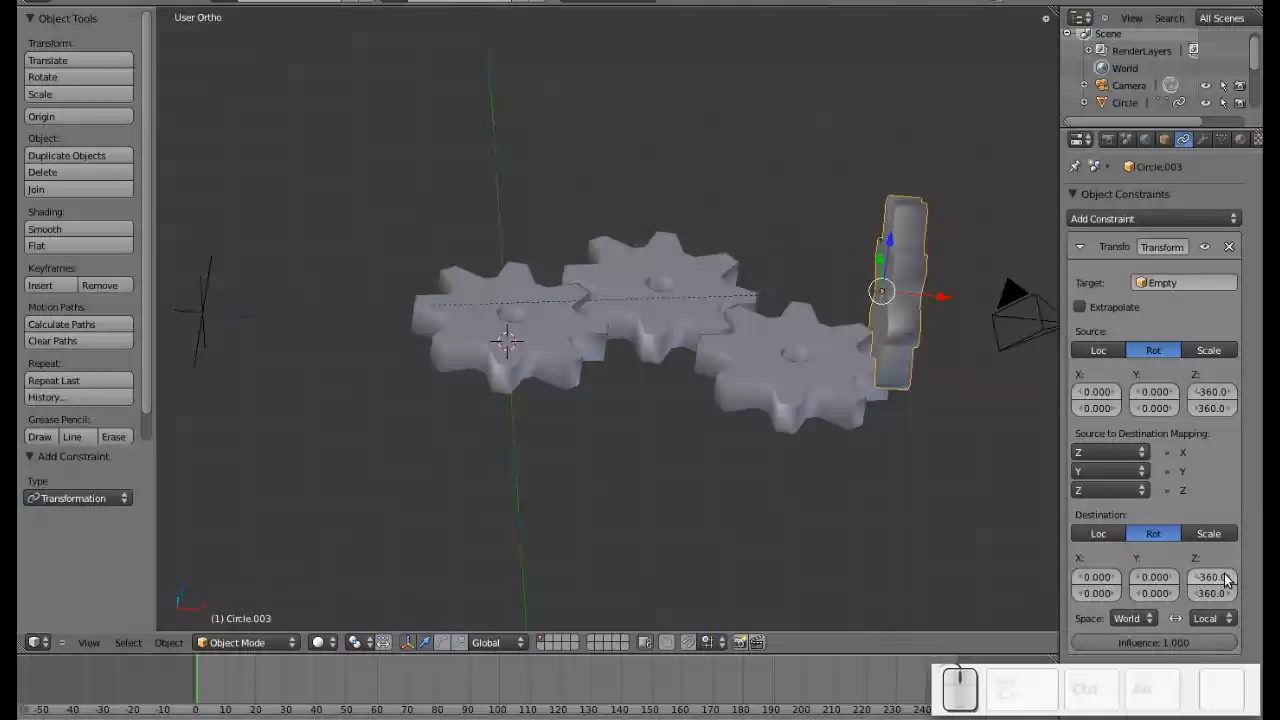 Object Tools
Transform:
Translate
Rotate
Scale
Origin
Object:
Duplicate Objects
Delete
Join
Shading:
Smooth
Flat
Keyframes:
Insert Remove
Motion Paths:
Calculate Paths
Clear Paths
Repeat:
Repeat Last
History...
Grease Pencil:
Draw Line Erase
Add Constraint
Type
Transformation
User Ortho
(1) Circle.003
View Select Object Object Mode Global
-50 -40 -30 -20 -10 0 10 20 30 40 50 60 70 80 90 100 110 120 130 140 150 160 170 180 190 200 210 220 230 240
View Search All Scenes
Scene
RenderLayers
World
Camera
Circle
Circle.003
Object Constraints
Add Constraint
Transfo Transform
Target: Empty
Extrapolate
Source:
Loc Rot Scale
X: Y: Z:
0.000 0.000 -360.0
0.000 0.000 360.0
Source to Destination Mapping:
Z » X
Y » Y
Z » Z
Destination:
Loc Rot Scale
X: Y: Z:
0.000 0.000 -360.0
0.000 0.000 -360.0
Space: World Local
Influence: 1.000
Ctrl Alt